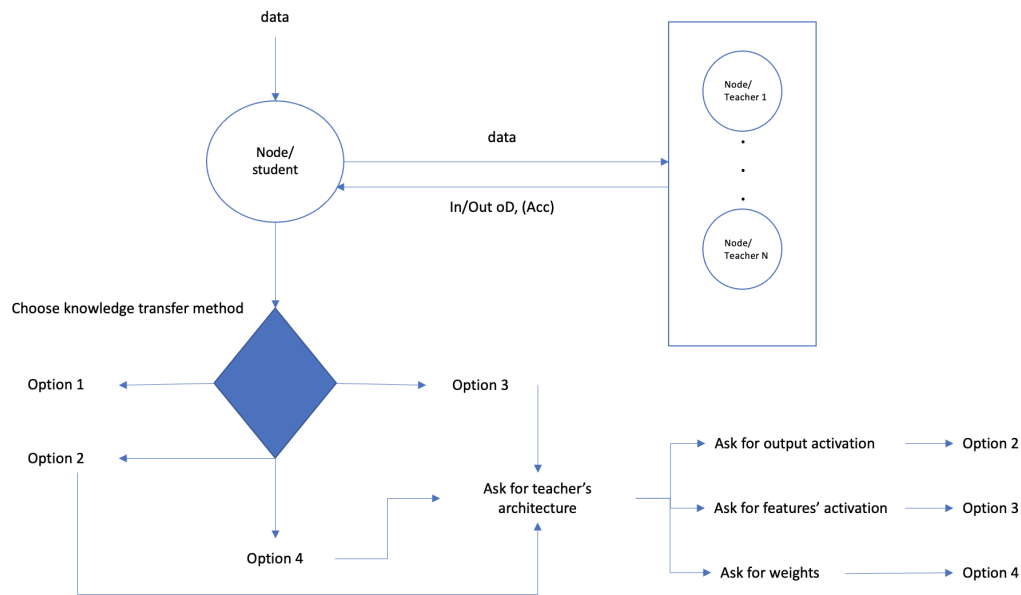 data
Node/
student
data
In/Out oD, (Acc)
Node/
Teacher 1
Node/
Teacher N
Choose knowledge transfer method
Option 1
Option 3
Option 2
Option 4
Ask for teacher’s
architecture
Ask for output activation
Option 2
Ask for features’ activation
Option 3
Ask for weights
Option 4